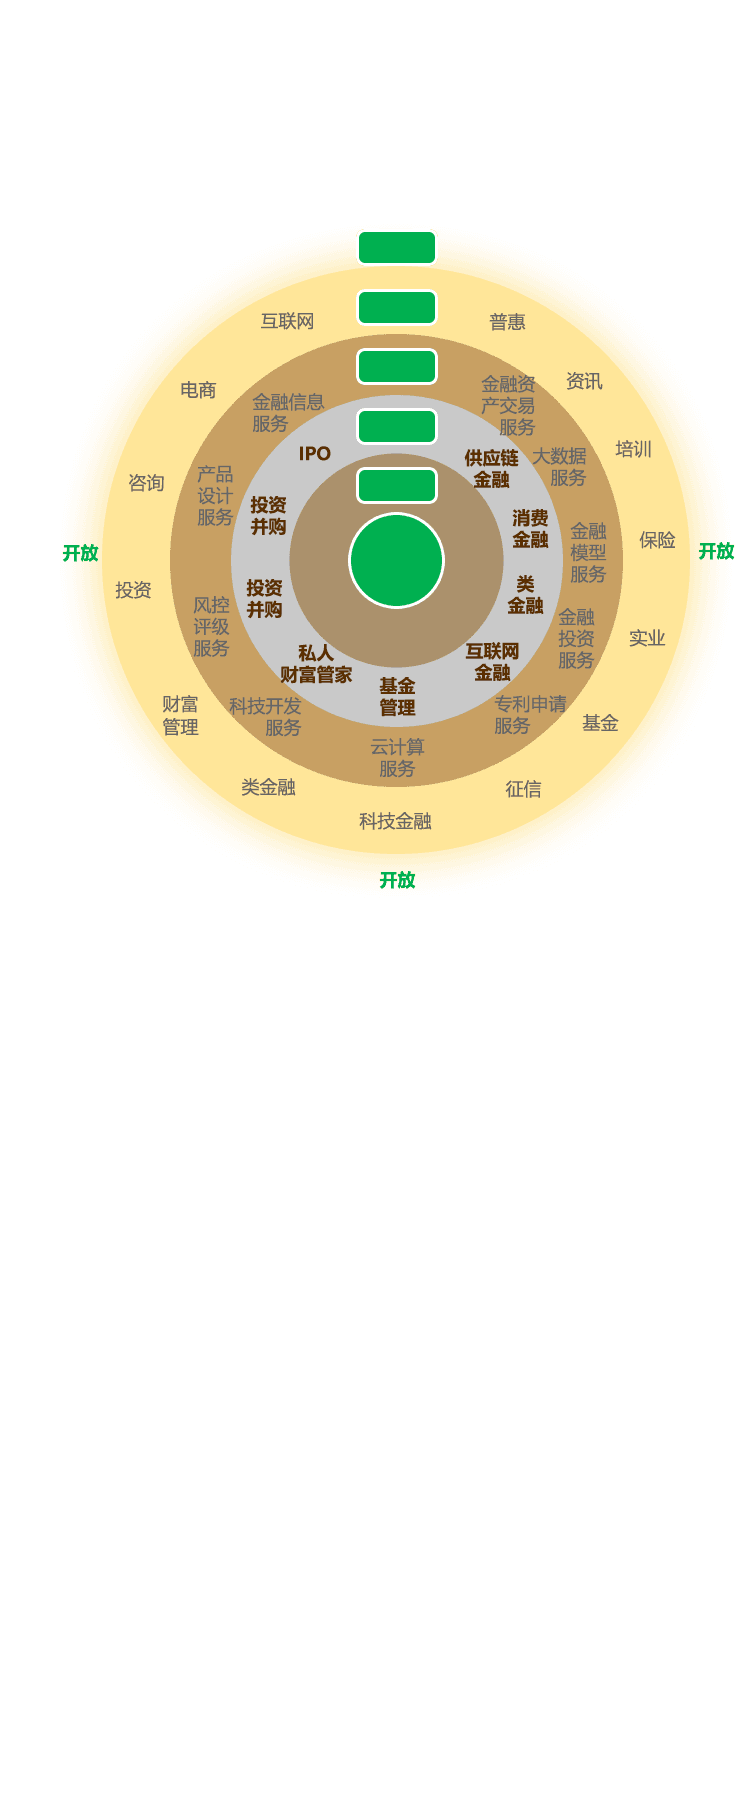 互联网
普惠
电商
资讯
咨询
培训
开放
保险
开放
投资
实业
财富
管理
基金
类金融
征信
科技金融
开放
金融信息
服务
金融资
产交易
服务
产品
设计
服务
大数据
服务
金融
模型
服务
风控
评级
服务
金融
投资
服务
科技开发
服务
专利申请
服务
云计算
服务
IPO
供应链
金融
投资
并购
消费
金融
投资
并购
类
金融
私人
财富管家
互联网
金融
基金
管理